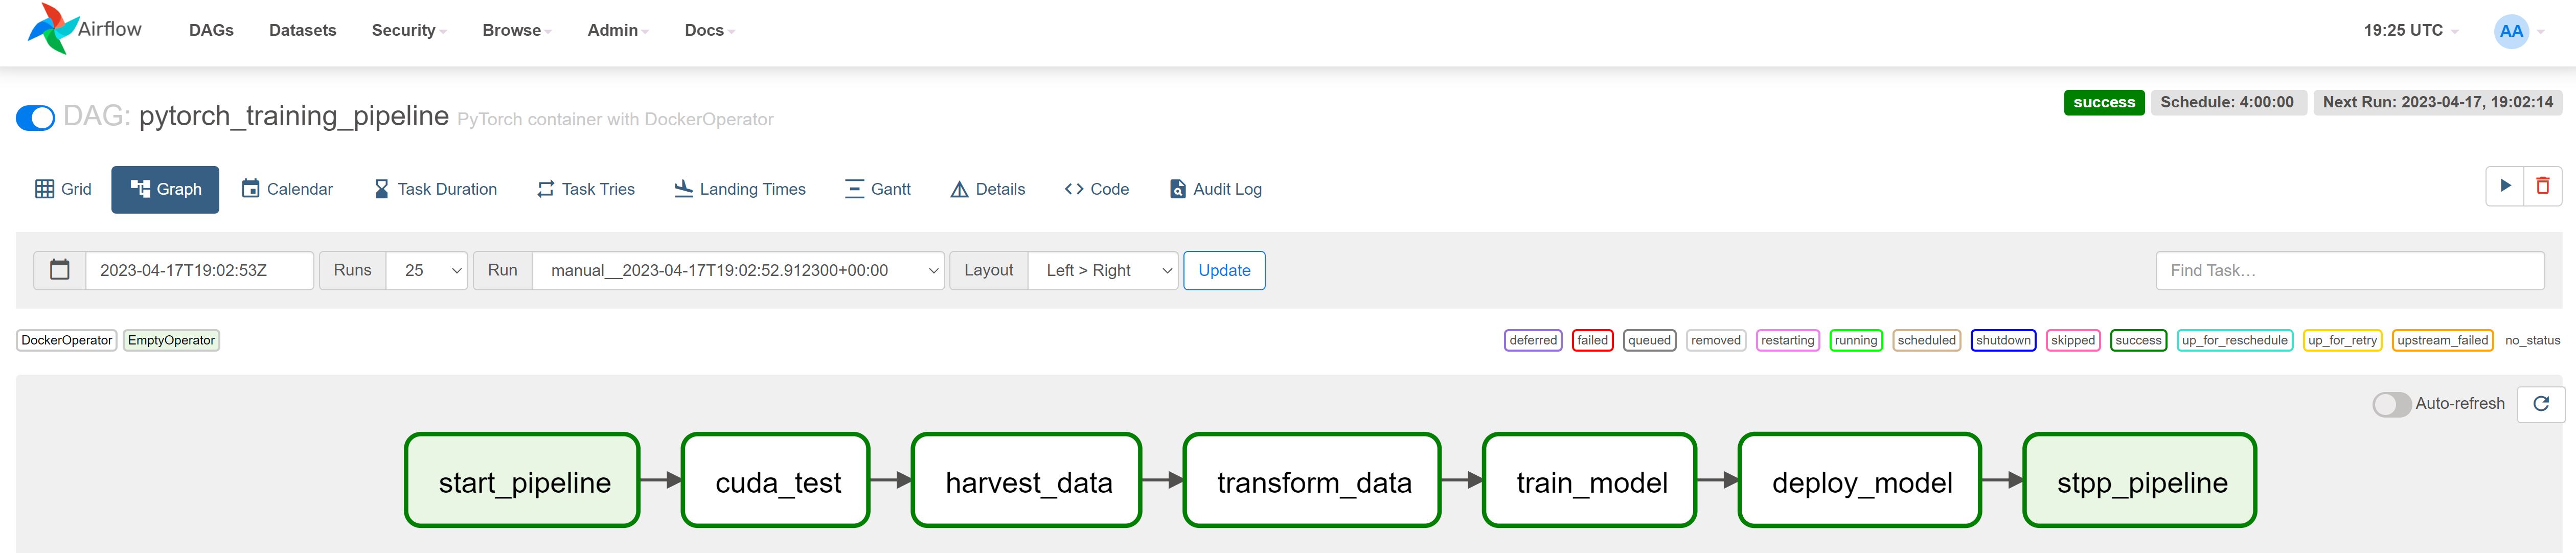 Airflow DAGs Datasets Security Browse Admin Docs 19:25 UTC AA
success Schedule: 4:00:00 Next Run: 2023-04-17, 19:02:14
DAG: pytorch_training_pipeline PyTorch container with DockerOperator
Grid Graph Calendar Task Duration Task Tries Landing Times Gantt Details Code Audit Log
2023-04-17T19:02:53Z Runs 25 Run manual__2023-04-17T19:02:52.912300+00:00 Layout Left > Right Update Find Task…
DockerOperator EmptyOperator deferred failed queued removed restarting running scheduled shutdown skipped success up_for_reschedule up_for_retry upstream_failed no_status
Auto-refresh
start_pipeline cuda_test harvest_data transform_data train_model deploy_model stpp_pipeline